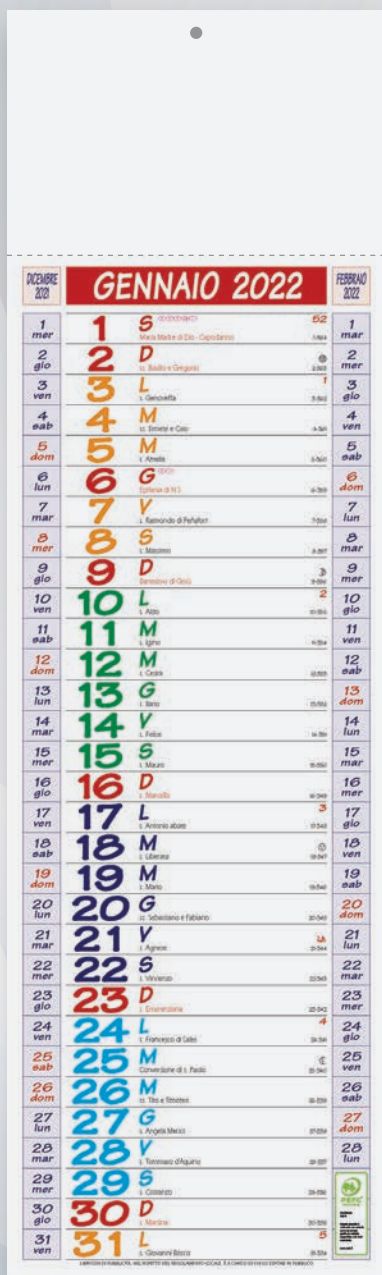 DICEMBRE 2021
GENNAIO 2022
FEBBRAIO 2022
1 mer
1 S 52
Maria Madre di Dio - Capodanno
1 mar
2 gio
2 D
ss. Basilio e Gregorio
2 mer
3 ven
3 L 1
s. Genoveffa
3 gio
4 sab
4 M
ss. Ermete e Caio
4 ven
5 dom
5 M
s. Amelia
5 sab
6 lun
6 G
Epifania di N.S.
6 dom
7 mar
7 V
s. Raimondo di Peñafort
7 lun
8 mer
8 S
s. Massimo
8 mar
9 gio
9 D
Battesimo di Gesù
9 mer
10 ven
10 L 2
s. Aldo
10 gio
11 sab
11 M
s. Igino
11 ven
12 dom
12 M
s. Cesira
12 sab
13 lun
13 G
s. Ilario
13 dom
14 mar
14 V
s. Felice
14 lun
15 mer
15 S
s. Mauro
15 mar
16 gio
16 D
s. Marcello
16 mer
17 ven
17 L 3
s. Antonio abate
17 gio
18 sab
18 M
s. Liberata
18 ven
19 dom
19 M
s. Mario
19 sab
20 lun
20 G
ss. Sebastiano e Fabiano
20 dom
21 mar
21 V
s. Agnese
21 lun
22 mer
22 S
s. Vincenzo
22 mar
23 gio
23 D
s. Emerenziana
23 mer
24 ven
24 L 4
s. Francesco di Sales
24 gio
25 sab
25 M
Conversione di s. Paolo
25 ven
26 dom
26 M
ss. Tito e Timoteo
26 sab
27 lun
27 G
s. Angela Merici
27 dom
28 mar
28 V
s. Tommaso d'Aquino
28 lun
29 mer
29 S
s. Costanzo
30 gio
30 D
s. Martina
31 ven
31 L 5
s. Giovanni Bosco
PEFC